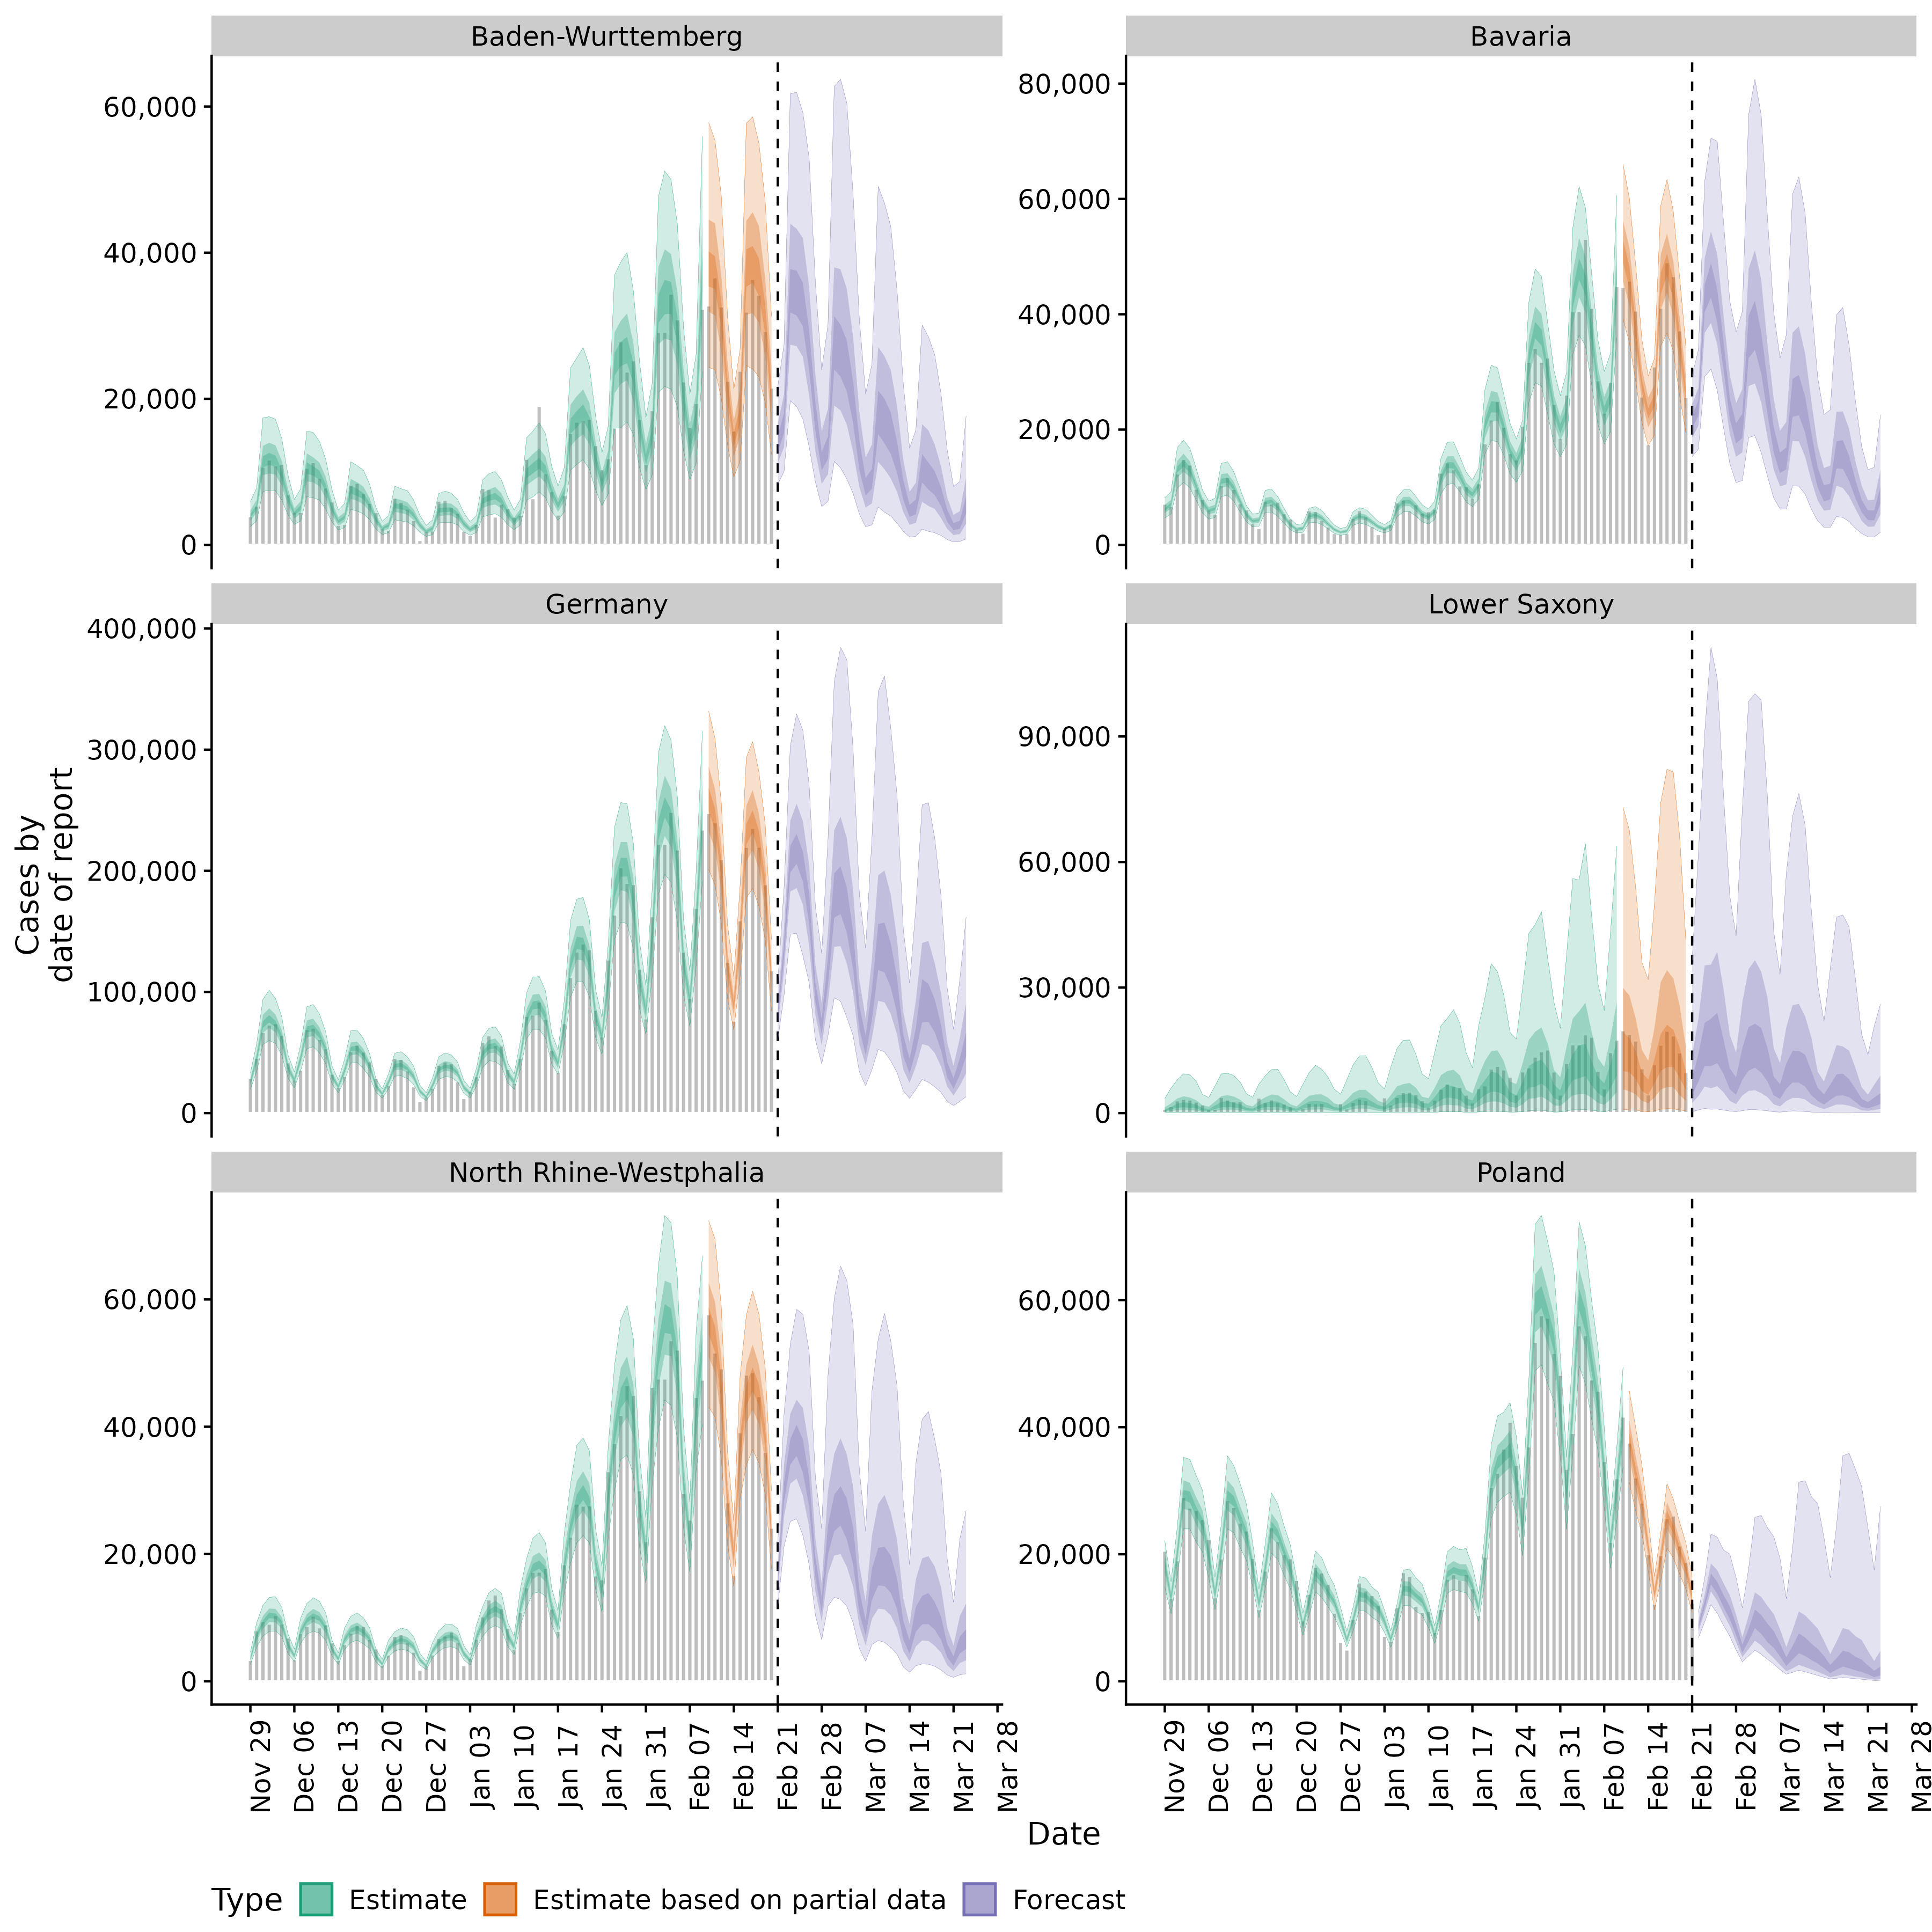 Baden-Wurttemberg
60,000
40,000
20,000
0
Bavaria
80,000
60,000
40,000
20,000
0
Germany
400,000
300,000
200,000
100,000
0
Lower Saxony
90,000
60,000
30,000
0
North Rhine-Westphalia
60,000
40,000
20,000
0
Poland
60,000
40,000
20,000
0
Cases by
date of report
Nov 29
Dec 06
Dec 13
Dec 20
Dec 27
Jan 03
Jan 10
Jan 17
Jan 24
Jan 31
Feb 07
Feb 14
Feb 21
Feb 28
Mar 07
Mar 14
Mar 21
Mar 28
Nov 29
Dec 06
Dec 13
Dec 20
Dec 27
Jan 03
Jan 10
Jan 17
Jan 24
Jan 31
Feb 07
Feb 14
Feb 21
Feb 28
Mar 07
Mar 14
Mar 21
Mar 28
Date
Type Estimate Estimate based on partial data Forecast